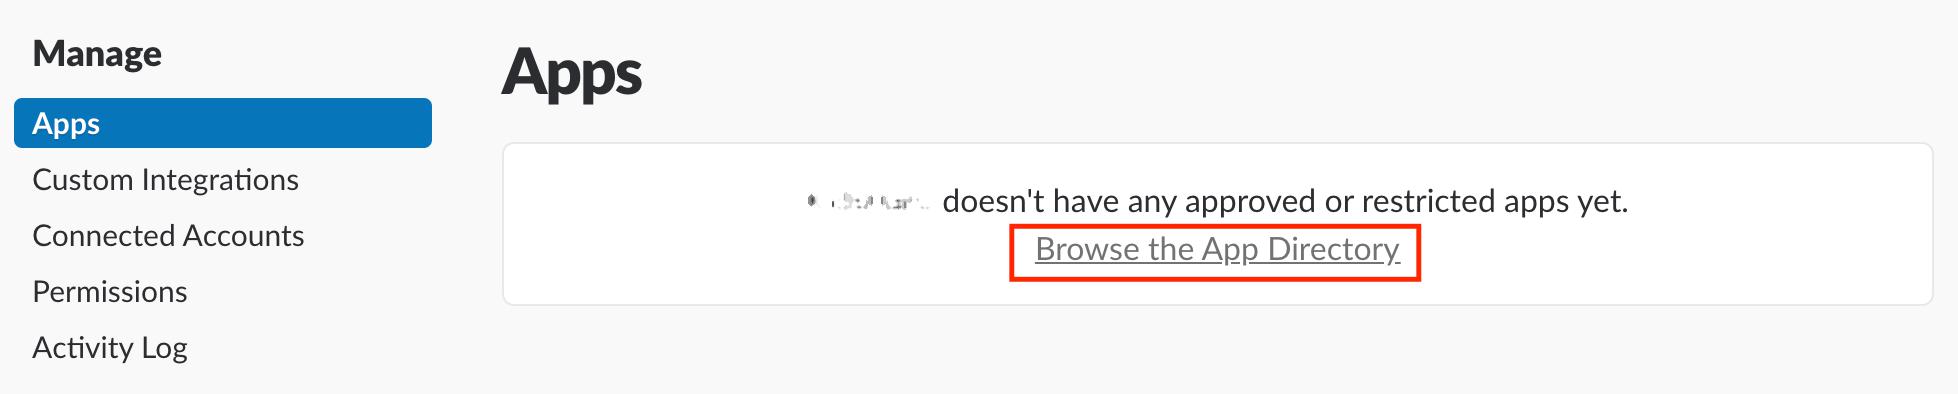 Manage
Apps
Custom Integrations
Connected Accounts
Permissions
Activity Log
Apps
doesn't have any approved or restricted apps yet.
Browse the App Directory